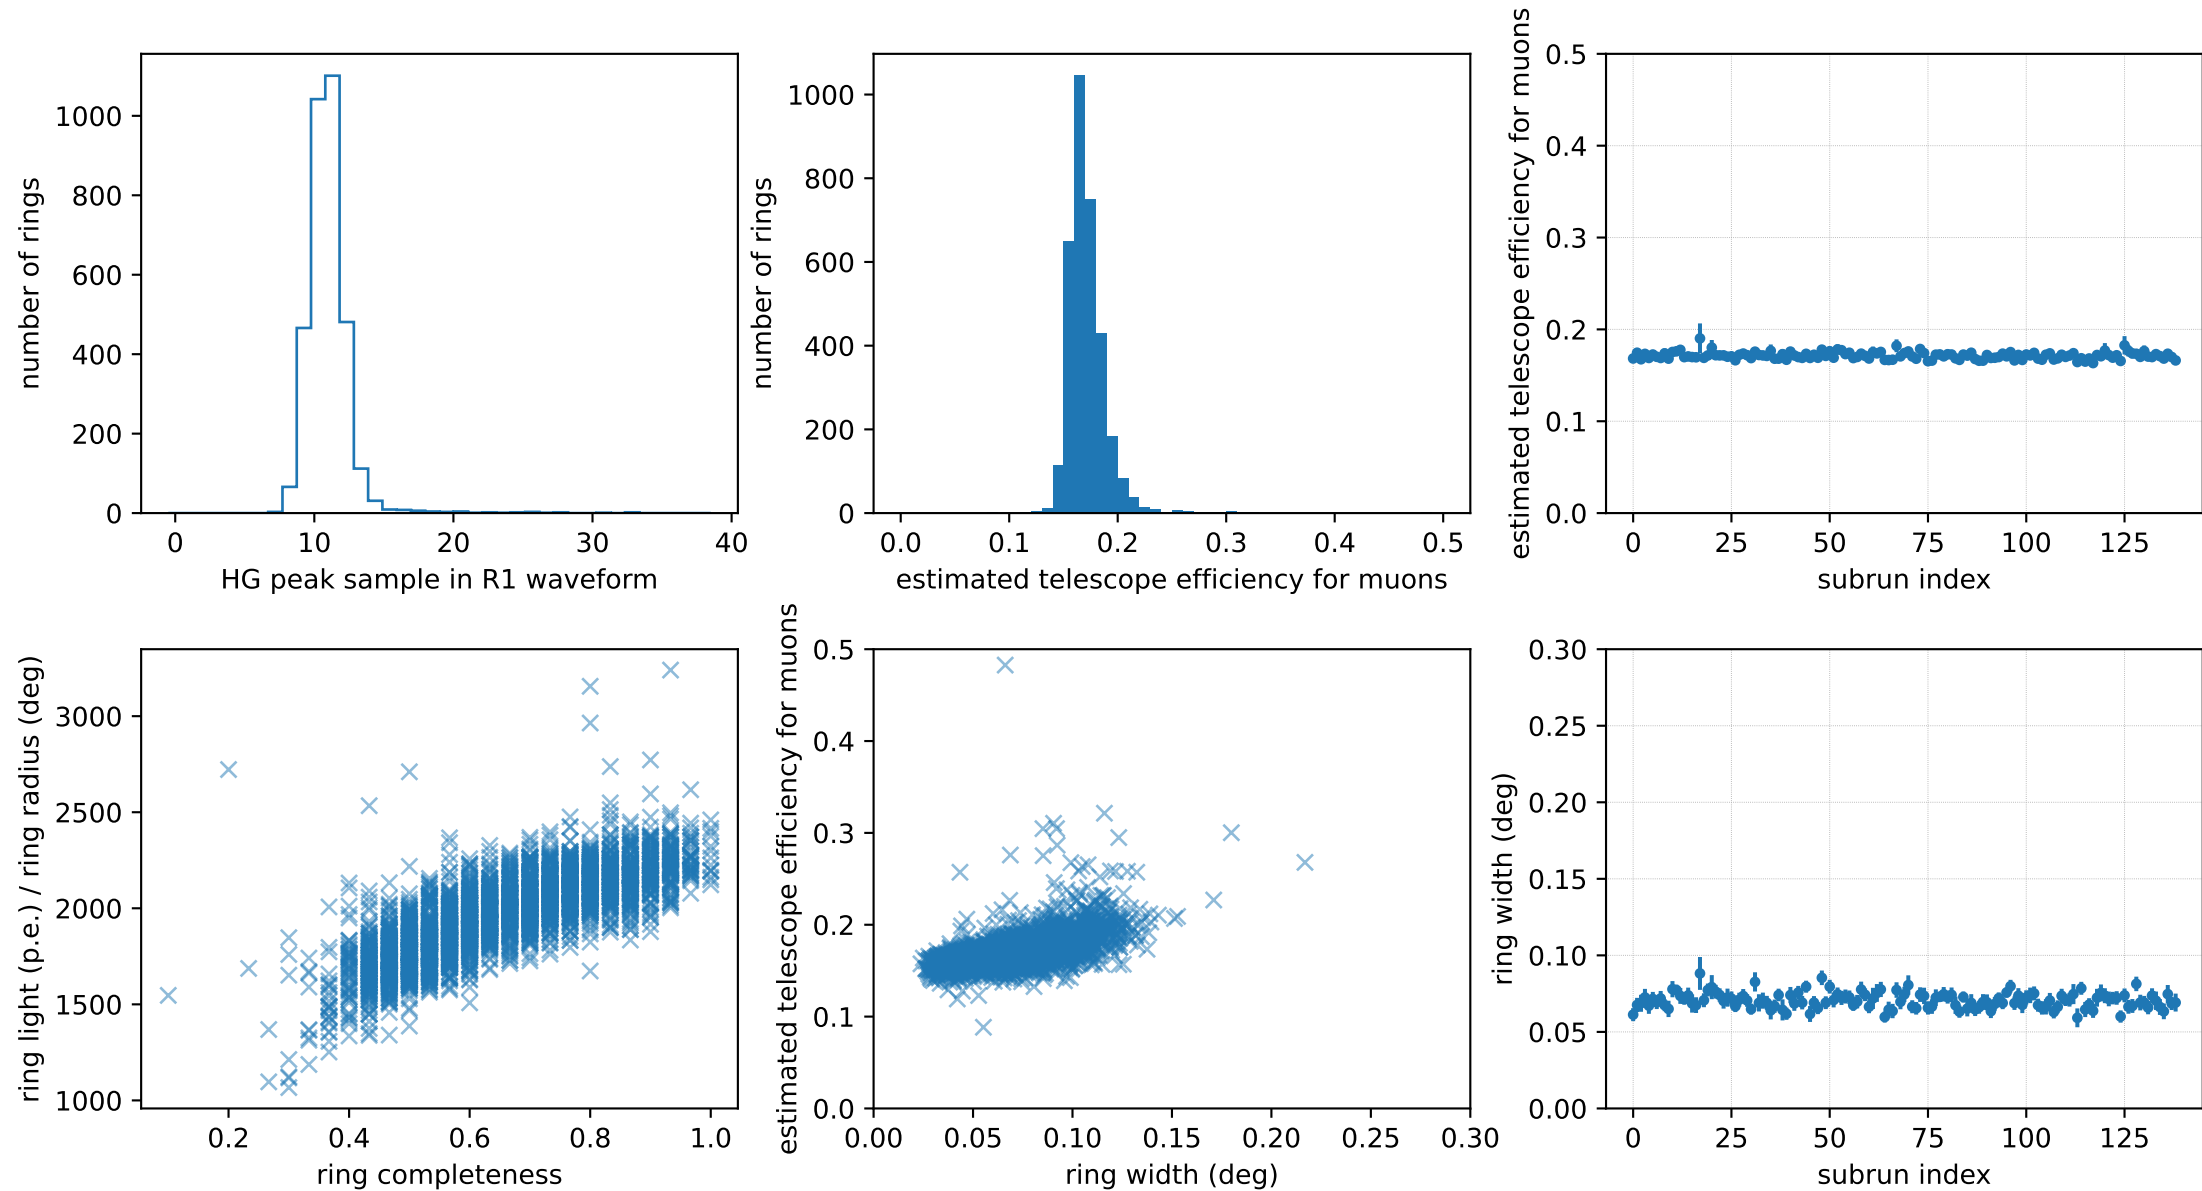 number of rings
1000
800
600
400
200
0
0 10 20 30 40
HG peak sample in R1 waveform
number of rings
1000
800
600
400
200
0
0.0 0.1 0.2 0.3 0.4 0.5
estimated telescope efficiency for muons
estimated telescope efficiency for muons
0.5
0.4
0.3
0.2
0.1
0.0
0 25 50 75 100 125
subrun index
ring light (p.e.) / ring radius (deg)
3000
2500
2000
1500
1000
0.2 0.4 0.6 0.8 1.0
ring completeness
estimated telescope efficiency for muons
0.5
0.4
0.3
0.2
0.1
0.0
0.00 0.05 0.10 0.15 0.20 0.25 0.30
ring width (deg)
ring width (deg)
0.30
0.25
0.20
0.15
0.10
0.05
0.00
0 25 50 75 100 125
subrun index